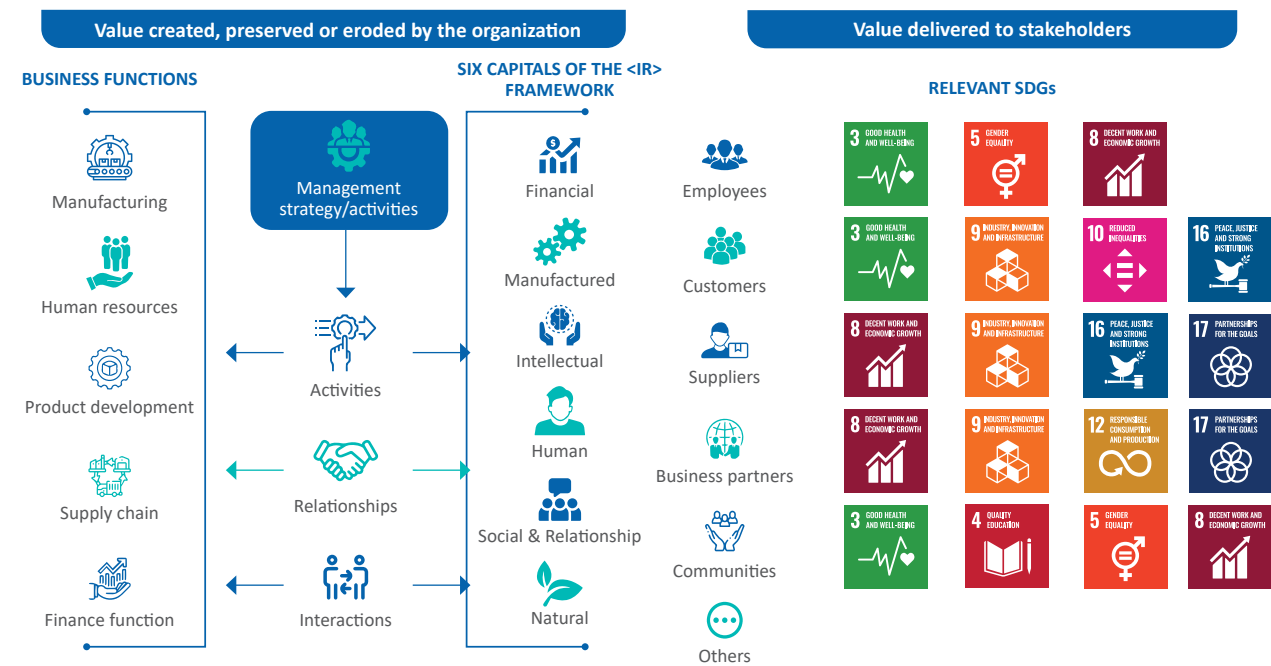 Value created, preserved or eroded by the organization
Value delivered to stakeholders
BUSINESS FUNCTIONS
Manufacturing
Human resources
Product development
Supply chain
Finance function
Management
strategy/activities
Activities
Relationships
Interactions
SIX CAPITALS OF THE <IR>
FRAMEWORK
Financial
Manufactured
Intellectual
Human
Social & Relationship
Natural
Employees
Customers
Suppliers
Business partners
Communities
Others
RELEVANT SDGs
3 GOOD HEALTH
AND WELL-BEING
5 GENDER
EQUALITY
8 DECENT WORK AND
ECONOMIC GROWTH
3 GOOD HEALTH
AND WELL-BEING
9 INDUSTRY, INNOVATION
AND INFRASTRUCTURE
10 REDUCED
INEQUALITIES
16 PEACE, JUSTICE
AND STRONG
INSTITUTIONS
8 DECENT WORK AND
ECONOMIC GROWTH
9 INDUSTRY, INNOVATION
AND INFRASTRUCTURE
16 PEACE, JUSTICE
AND STRONG
INSTITUTIONS
17 PARTNERSHIPS
FOR THE GOALS
8 DECENT WORK AND
ECONOMIC GROWTH
9 INDUSTRY, INNOVATION
AND INFRASTRUCTURE
12 RESPONSIBLE
CONSUMPTION
AND PRODUCTION
17 PARTNERSHIPS
FOR THE GOALS
3 GOOD HEALTH
AND WELL-BEING
4 QUALITY
EDUCATION
5 GENDER
EQUALITY
8 DECENT WORK AND
ECONOMIC GROWTH